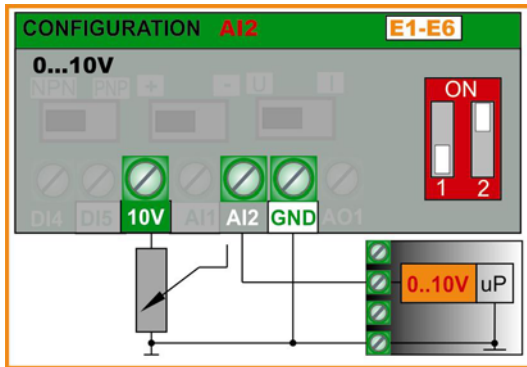 CONFIGURATION AI2 E1-E6
0...10V
NPN PNP + - U I
ON
1 2
DI4 DI5 10V AI1 AI2 GND AO1
0..10V uP